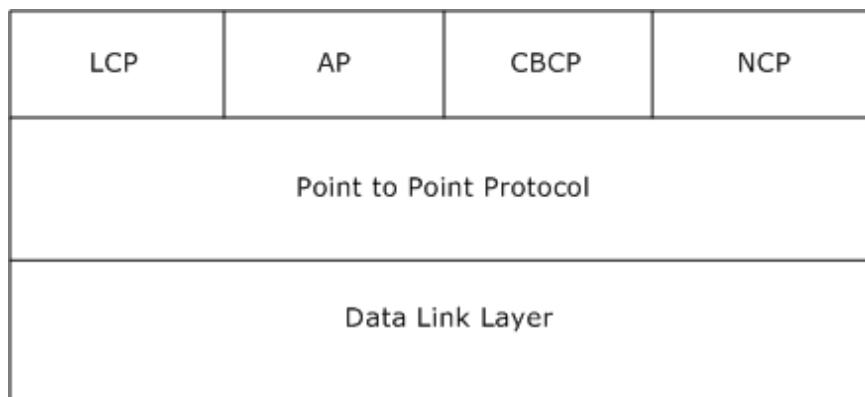 LCP AP CBCP NCP
Point to Point Protocol
Data Link Layer